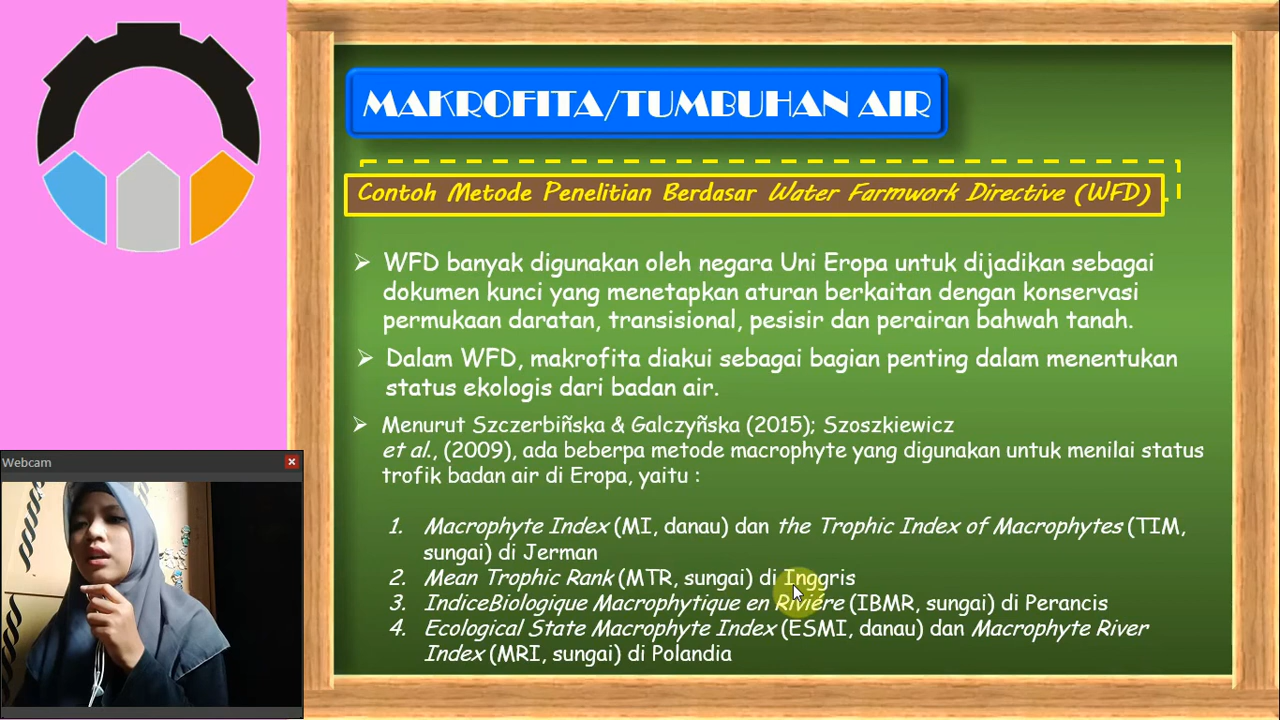 MAKROFITA/TUMBUHAN AIR
Contoh Metode Penelitian Berdasar Water Farmwork Directive (WFD)
➢ WFD banyak digunakan oleh negara Uni Eropa untuk dijadikan sebagai
dokumen kunci yang menetapkan aturan berkaitan dengan konservasi
permukaan daratan, transisional, pesisir dan perairan bahwah tanah.
➢ Dalam WFD, makrofita diakui sebagai bagian penting dalam menentukan
status ekologis dari badan air.
➢ Menurut Szczerbiñska & Galczyñska (2015); Szoszkiewicz
et al., (2009), ada beberpa metode macrophyte yang digunakan untuk menilai status
trofik badan air di Eropa, yaitu :
1. Macrophyte Index (MI, danau) dan the Trophic Index of Macrophytes (TIM,
sungai) di Jerman
2. Mean Trophic Rank (MTR, sungai) di Inggris
3. IndiceBiologique Macrophytique en Riviére (IBMR, sungai) di Perancis
4. Ecological State Macrophyte Index (ESMI, danau) dan Macrophyte River
Index (MRI, sungai) di Polandia
Webcam